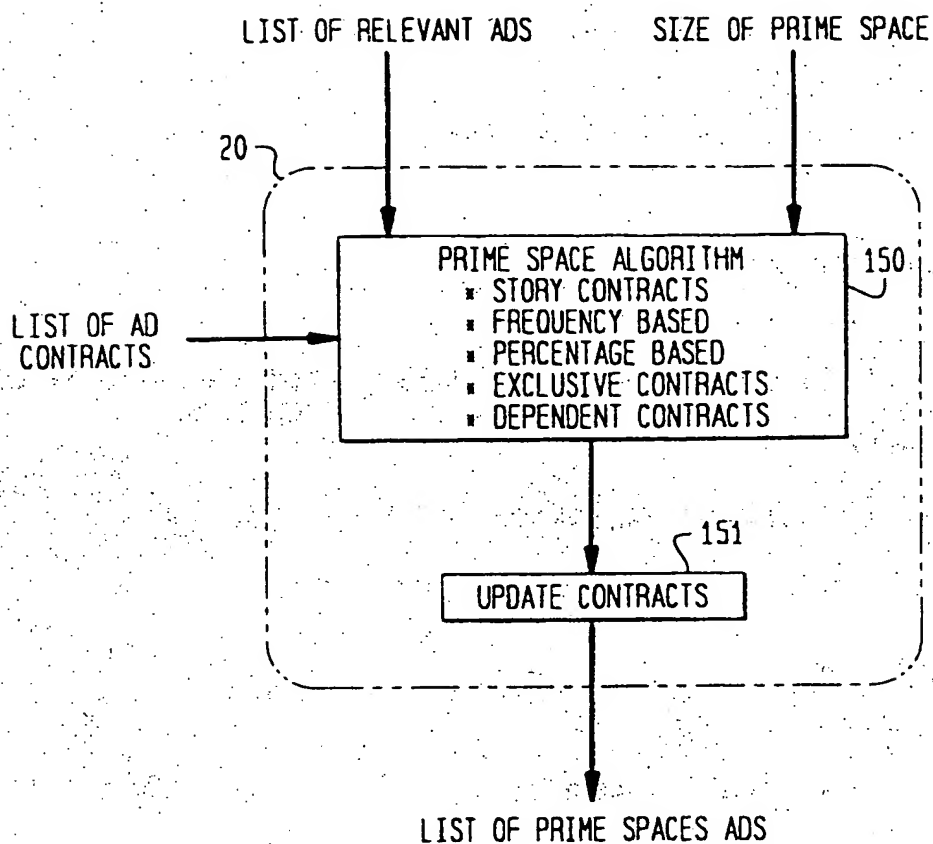 LIST OF RELEVANT ADS
SIZE OF PRIME SPACE
20
PRIME SPACE ALGORITHM
* STORY CONTRACTS
* FREQUENCY BASED
* PERCENTAGE BASED
* EXCLUSIVE CONTRACTS
* DEPENDENT CONTRACTS
150
LIST OF AD
CONTRACTS
151
UPDATE CONTRACTS
LIST OF PRIME SPACES ADS